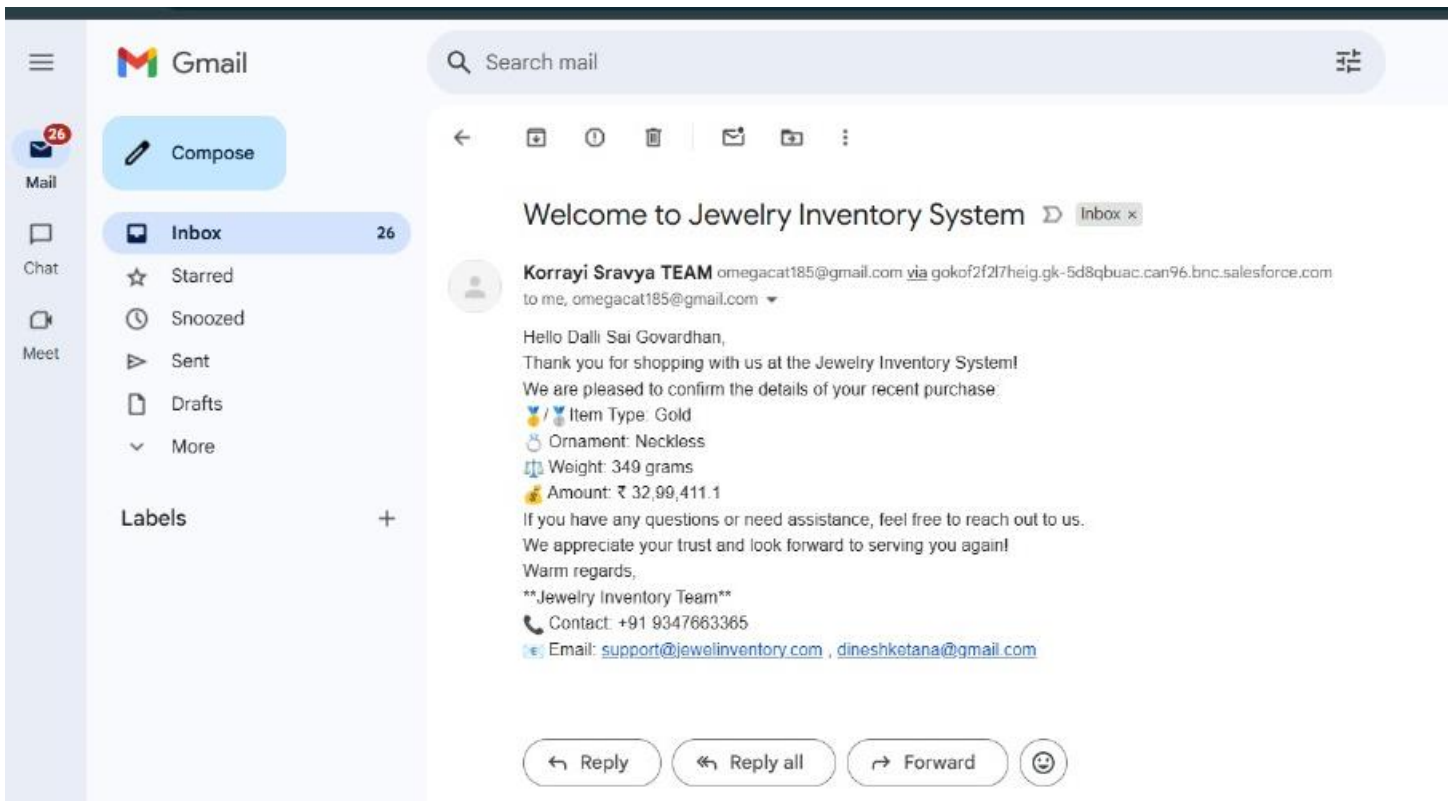 Gmail
Search mail
26
Mail
Chat
Meet
Compose
Inbox 26
Starred
Snoozed
Sent
Drafts
More
Labels
Welcome to Jewelry Inventory System Inbox ×
Korrayi Sravya TEAM omegacat185@gmail.com via gokof2f2l7heig.gk-5d8qbuac.can96.bnc.salesforce.com
to me, omegacat185@gmail.com
Hello Dalli Sai Govardhan,
Thank you for shopping with us at the Jewelry Inventory System!
We are pleased to confirm the details of your recent purchase:
🥇/🥈Item Type: Gold
💍 Ornament: Neckless
⚖️ Weight: 349 grams
💰 Amount: ₹ 32,99,411.1
If you have any questions or need assistance, feel free to reach out to us.
We appreciate your trust and look forward to serving you again!
Warm regards,
**Jewelry Inventory Team**
📞 Contact: +91 9347663365
📧 Email: support@jewelinventory.com , dineshketana@gmail.com
Reply Reply all Forward